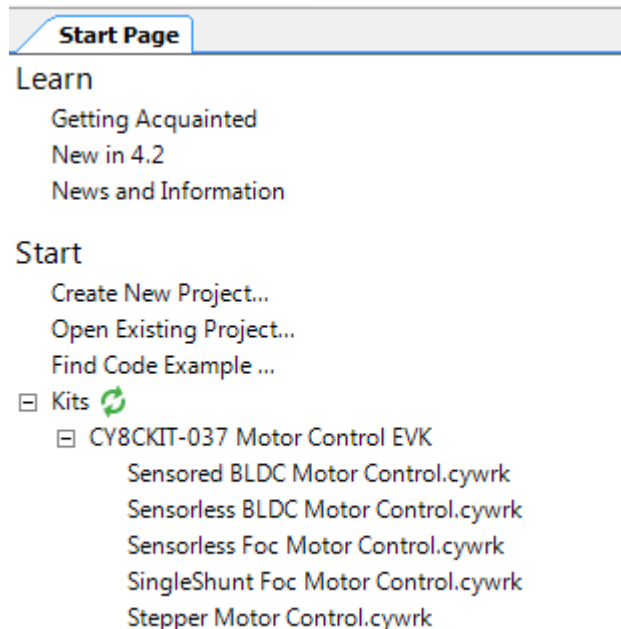 Start Page
Learn
Getting Acquainted
New in 4.2
News and Information
Start
Create New Project...
Open Existing Project...
Find Code Example ...
Kits
CY8CKIT-037 Motor Control EVK
Sensored BLDC Motor Control.cywrk
Sensorless BLDC Motor Control.cywrk
Sensorless Foc Motor Control.cywrk
SingleShunt Foc Motor Control.cywrk
Stepper Motor Control.cywrk